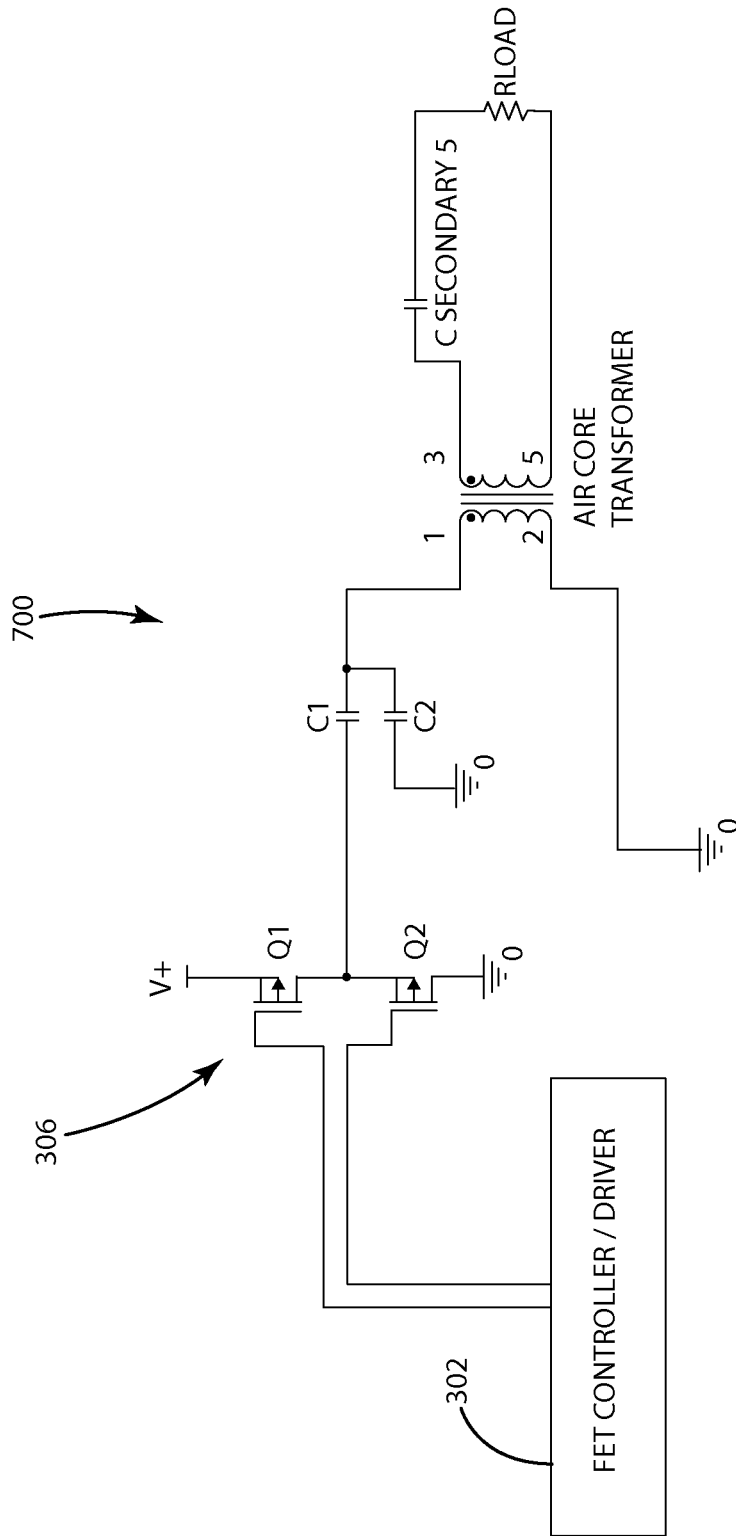 700
306
V+
Q1
Q2
0
C1
C2
0
0
302
FET CONTROLLER / DRIVER
1
2
3
5
AIR CORE
TRANSFORMER
C SECONDARY 5
RLOAD